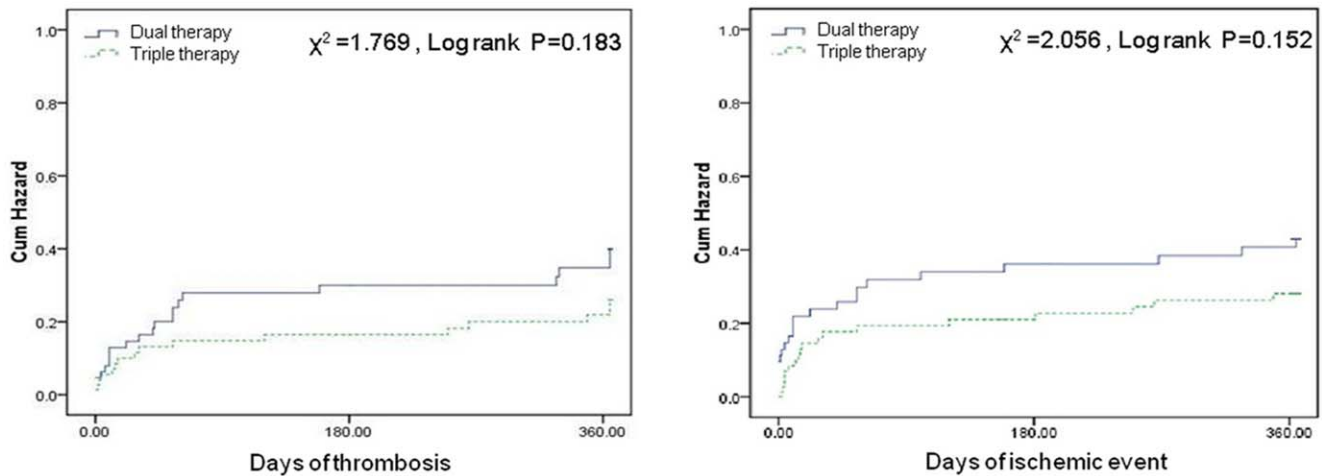 Dual therapy
Triple therapy
χ² =1.769 , Log rank P=0.183
1.0
0.8
0.6
0.4
0.2
0.0
Cum Hazard
0.00
180.00
360.00
Days of thrombosis
Dual therapy
Triple therapy
χ² =2.056 , Log rank P=0.152
1.0
0.8
0.6
0.4
0.2
0.0
Cum Hazard
0.00
180.00
360.00
Days of ischemic event